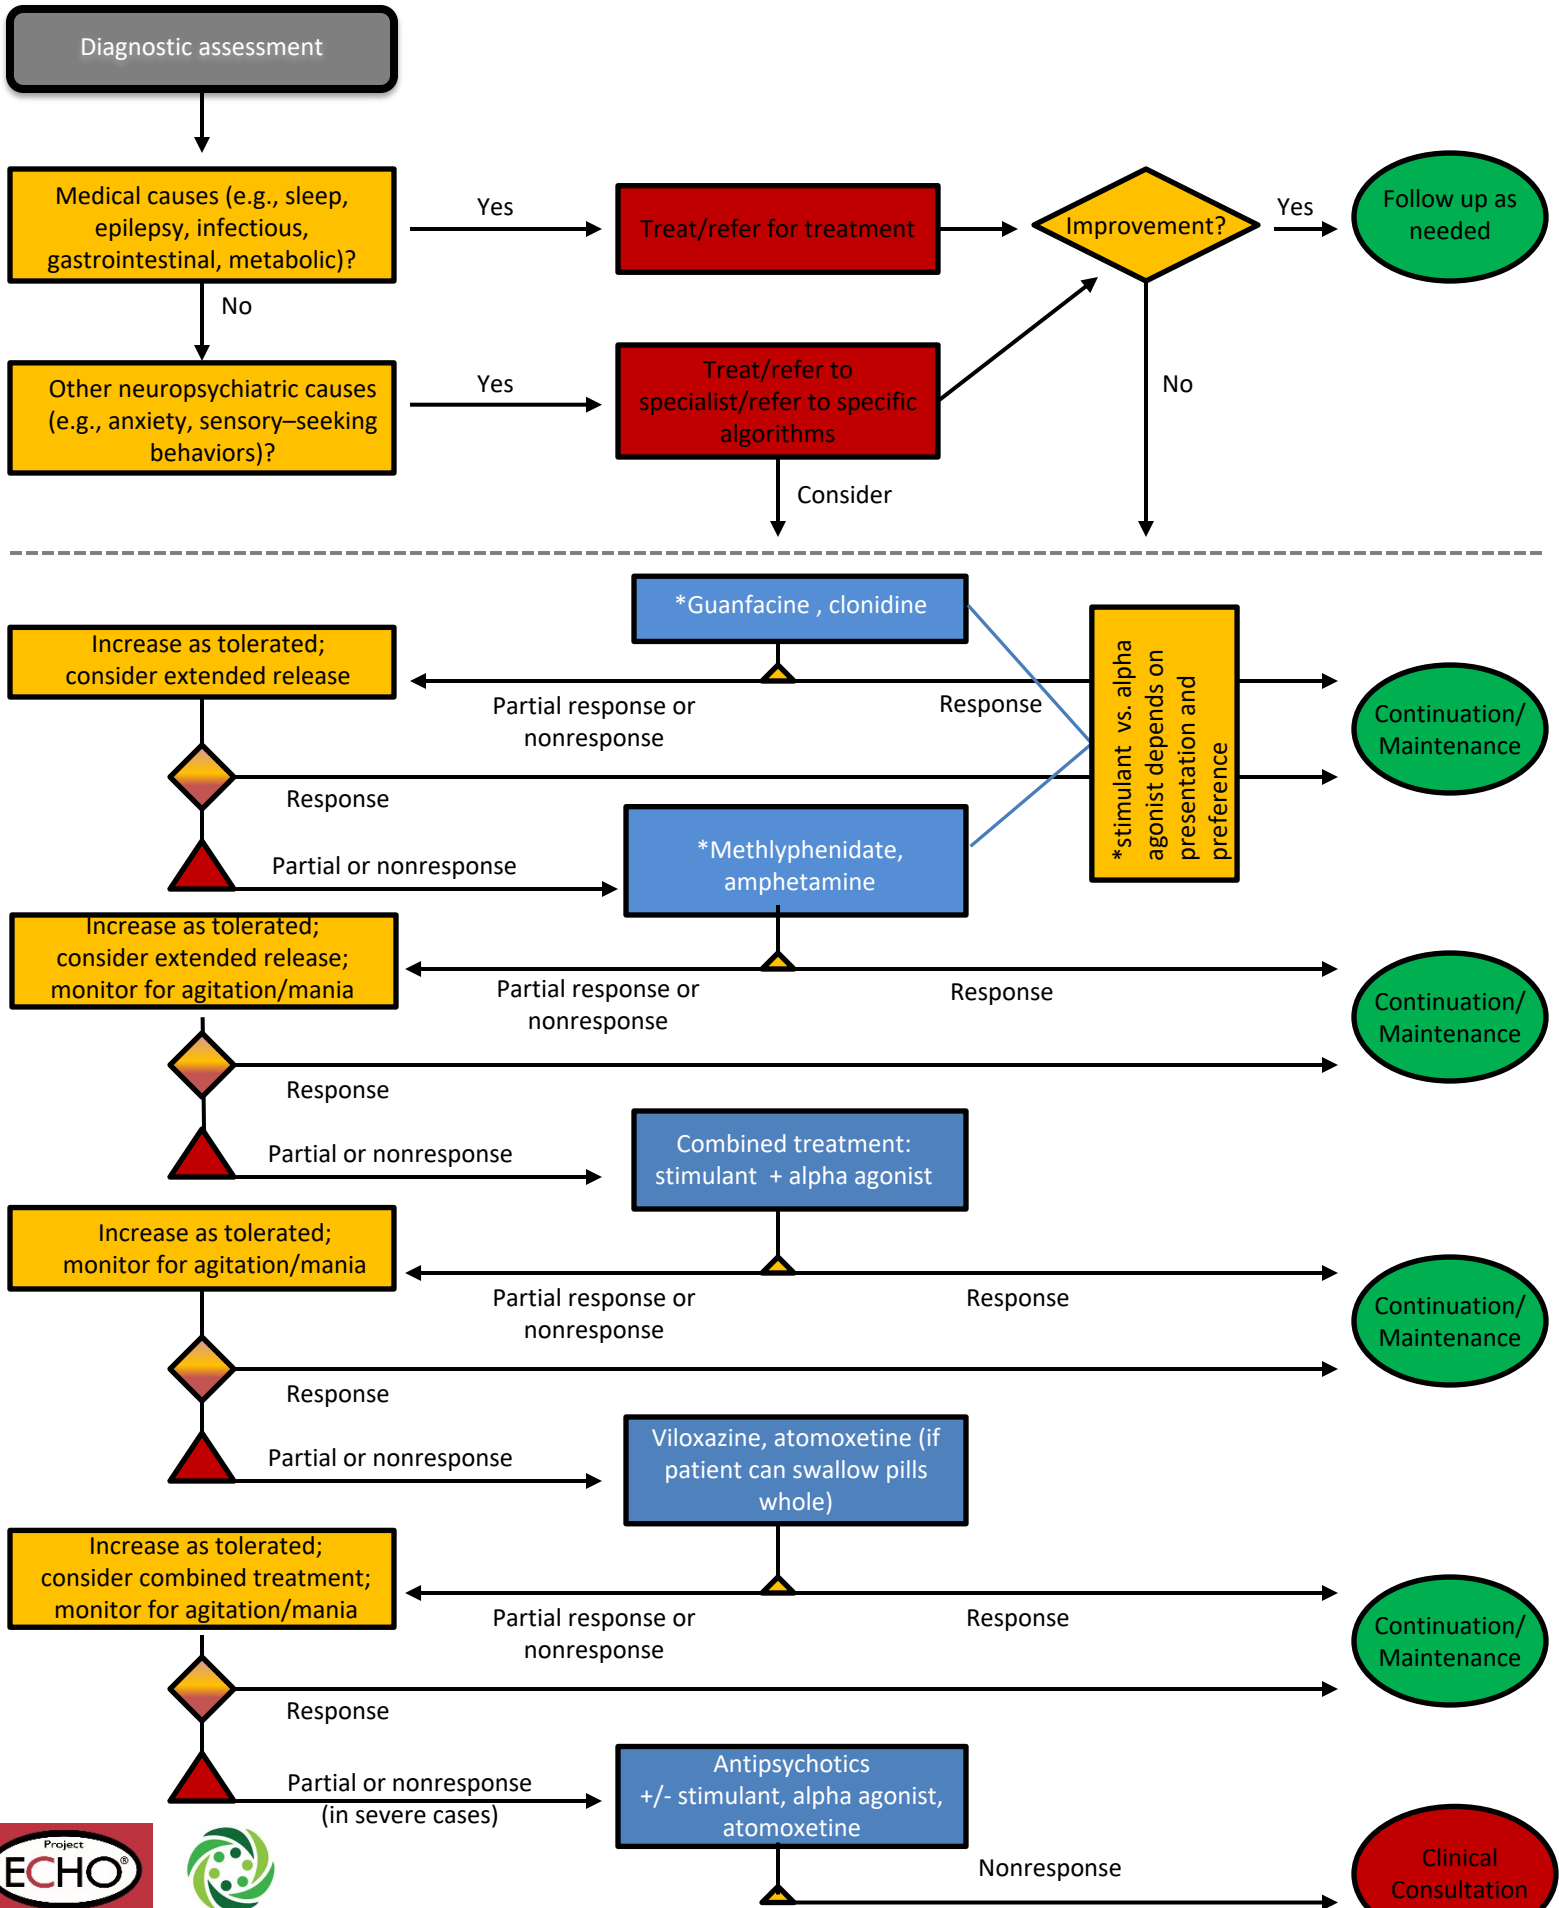 Diagnostic assessment
Medical causes (e.g., sleep,
epilepsy, infectious,
gastrointestinal, metabolic)?
Yes
Treat/refer for treatment
Improvement?
Yes
Follow up as
needed
No
Other neuropsychiatric causes
(e.g., anxiety, sensory–seeking
behaviors)?
Yes
Treat/refer to
specialist/refer to specific
algorithms
No
Consider
*Guanfacine , clonidine
Increase as tolerated;
consider extended release
Partial response or
nonresponse
Response
*stimulant vs. alpha
agonist depends on
presentation and
preference
Continuation/
Maintenance
Response
Partial or nonresponse
*Methlyphenidate,
amphetamine
Increase as tolerated;
consider extended release;
monitor for agitation/mania
Partial response or
nonresponse
Response
Continuation/
Maintenance
Response
Partial or nonresponse
Combined treatment:
stimulant + alpha agonist
Increase as tolerated;
monitor for agitation/mania
Partial response or
nonresponse
Response
Continuation/
Maintenance
Response
Partial or nonresponse
Viloxazine, atomoxetine (if
patient can swallow pills
whole)
Increase as tolerated;
consider combined treatment;
monitor for agitation/mania
Partial response or
nonresponse
Response
Continuation/
Maintenance
Response
Partial or nonresponse
(in severe cases)
Antipsychotics
+/- stimulant, alpha agonist,
atomoxetine
Nonresponse
Clinical
Consultation
Project
ECHO®